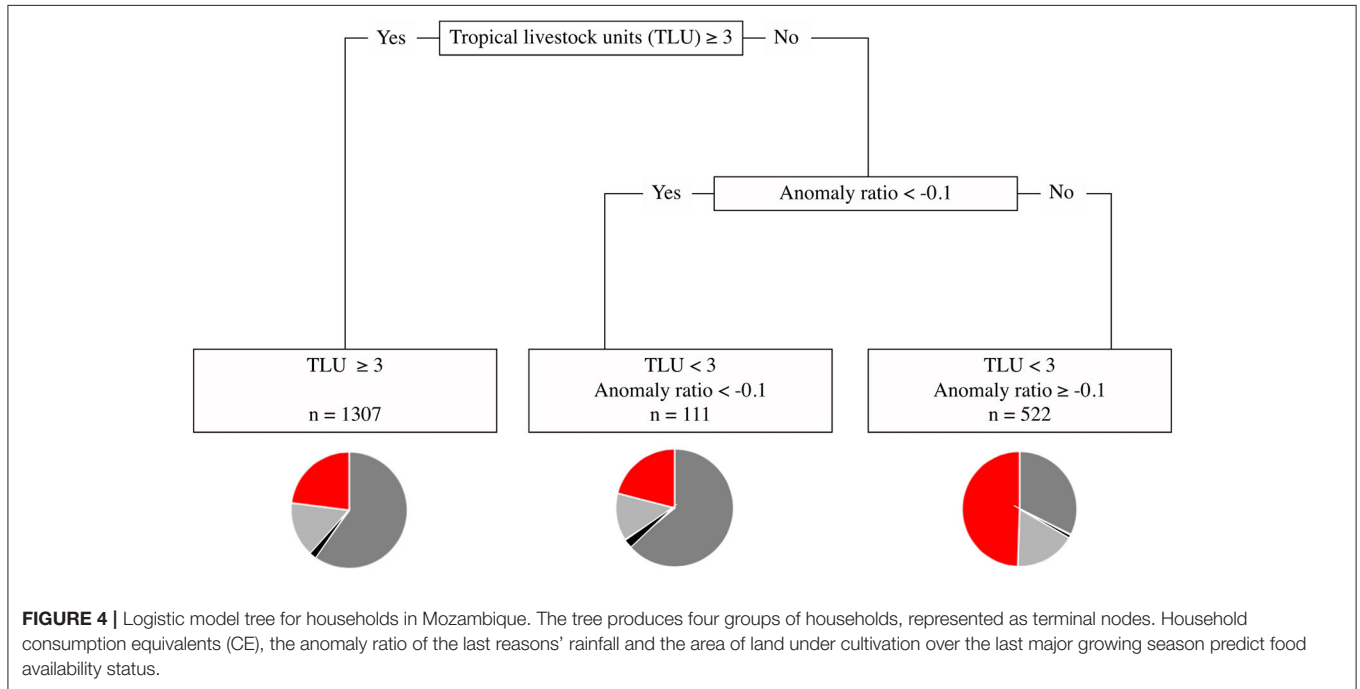 Yes
Tropical livestock units (TLU) ≥ 3
No
Yes
Anomaly ratio < -0.1
No
TLU ≥ 3
n = 1307
TLU < 3
Anomaly ratio < -0.1
n = 111
TLU < 3
Anomaly ratio ≥ -0.1
n = 522
FIGURE 4 | Logistic model tree for households in Mozambique. The tree produces four groups of households, represented as terminal nodes. Household
consumption equivalents (CE), the anomaly ratio of the last reasons’ rainfall and the area of land under cultivation over the last major growing season predict food
availability status.